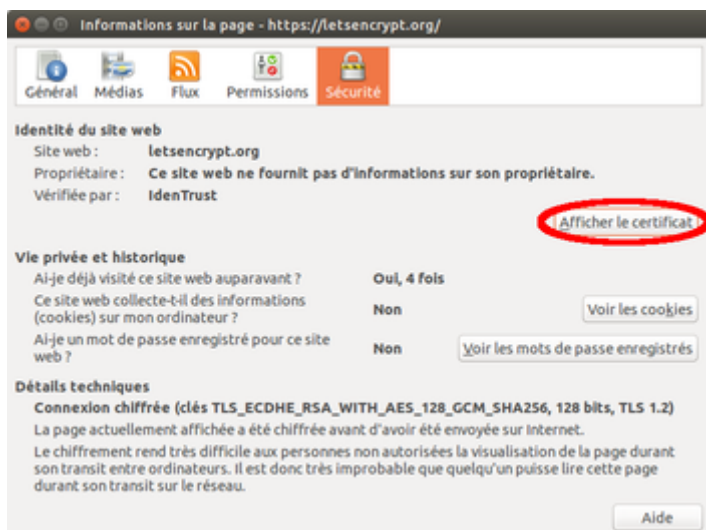 Informations sur la page - https://letsencrypt.org/
Général Médias Flux Permissions Sécurité
Identité du site web
Site web : letsencrypt.org
Propriétaire : Ce site web ne fournit pas d'informations sur son propriétaire.
Vérifiée par : IdenTrust
Afficher le certificat
Vie privée et historique
Ai-je déjà visité ce site web auparavant ? Oui, 4 fois
Ce site web collecte-t-il des informations
(cookies) sur mon ordinateur ? Non Voir les cookies
Ai-je un mot de passe enregistré pour ce site
web ? Non Voir les mots de passe enregistrés
Détails techniques
Connexion chiffrée (clés TLS_ECDHE_RSA_WITH_AES_128_GCM_SHA256, 128 bits, TLS 1.2)
La page actuellement affichée a été chiffrée avant d'avoir été envoyée sur Internet.
Le chiffrement rend très difficile aux personnes non autorisées la visualisation de la page durant
son transit entre ordinateurs. Il est donc très improbable que quelqu'un puisse lire cette page
durant son transit sur le réseau.
Aide